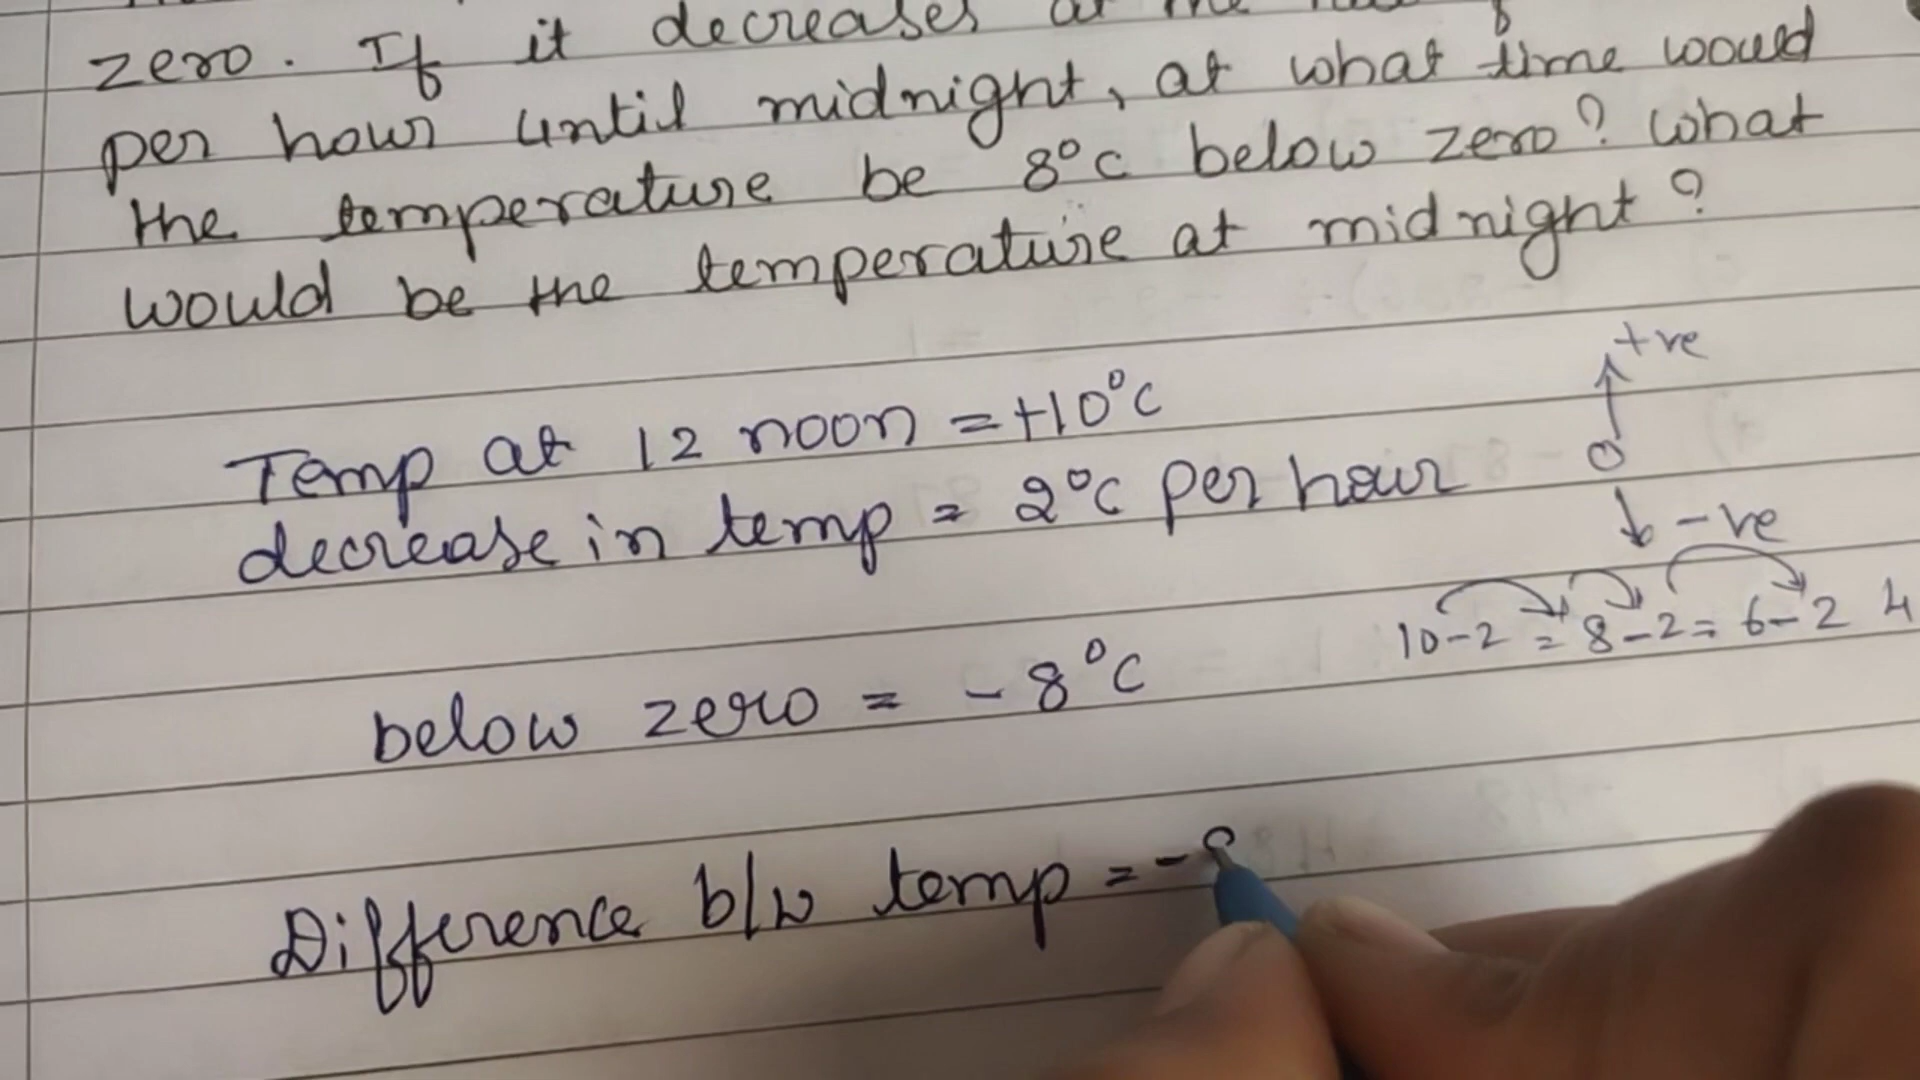 zero. If it decreases at the
per hour until midnight, at what time would
the temperature be 8°C below zero? What
would be the temperature at midnight?
+ve
Temp at 12 noon = +10°C
0
decrease in temp = 2°C per hour
-ve
10-2 = 8-2 = 6-2 4
below zero = -8°C
Difference b/w temp = -